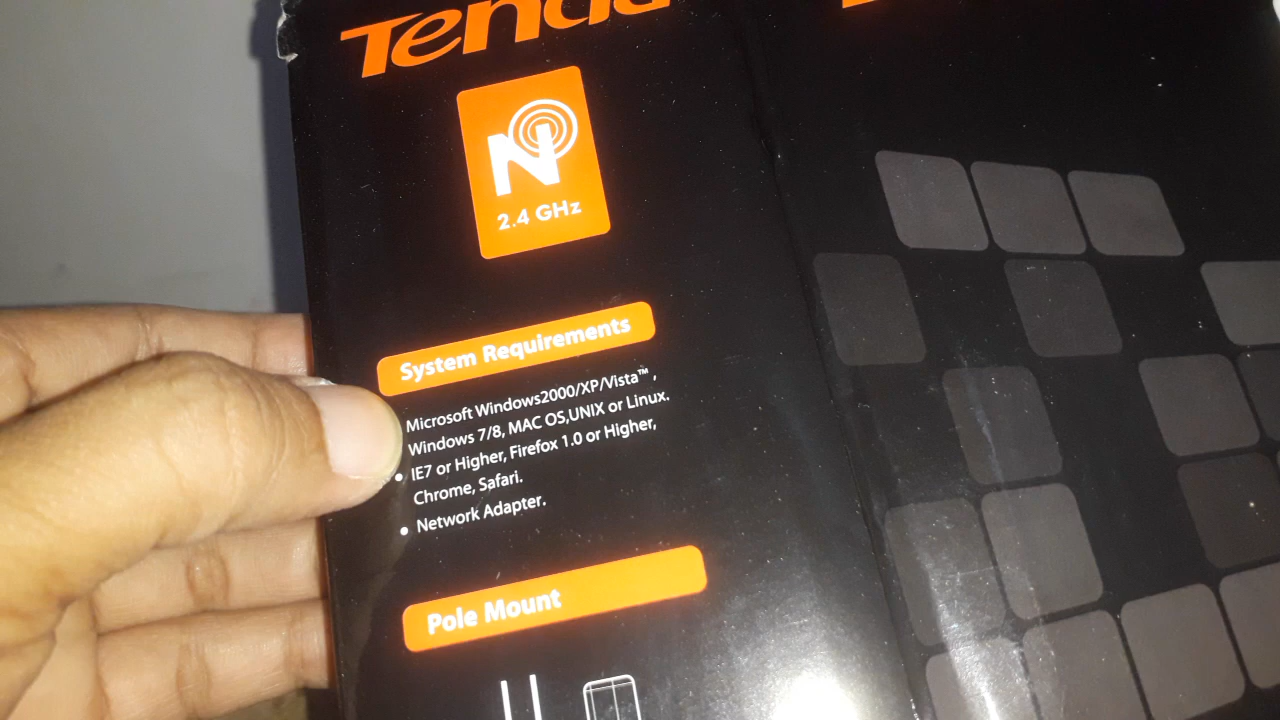 Tenda
N
2.4 GHz
System Requirements
Microsoft Windows2000/XP/Vista™ ,
Windows 7/8, MAC OS,UNIX or Linux.
• IE7 or Higher, Firefox 1.0 or Higher,
Chrome, Safari.
• Network Adapter.
Pole Mount